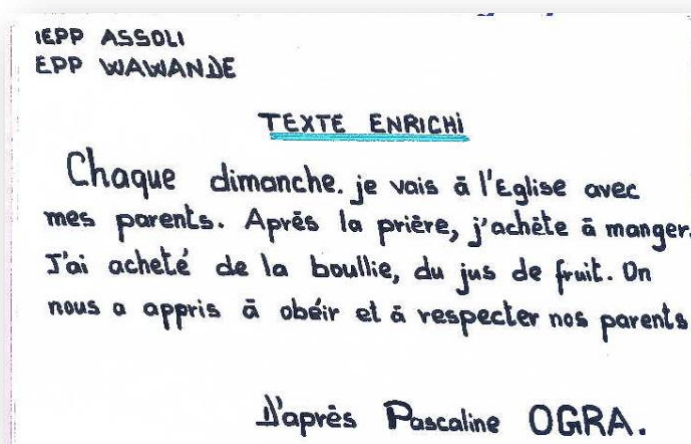 IEPP ASSOLI
EPP WAWANDE
TEXTE ENRICHI
Chaque dimanche. je vais à l'Eglise avec
mes parents. Après la prière, j'achète à manger.
J'ai acheté de la boullie, du jus de fruit. On
nous a appris à obéir et à respecter nos parents
D'après Pascaline OGRA.